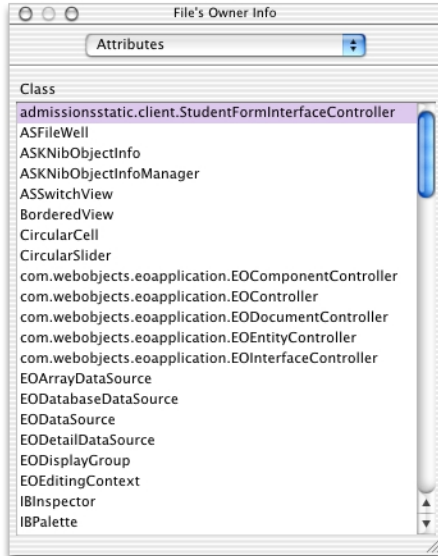 File's Owner Info
Attributes
Class
admissionsstatic.client.StudentFormInterfaceController
ASFileWell
ASKNibObjectInfo
ASKNibObjectInfoManager
ASSwitchView
BorderedView
CircularCell
CircularSlider
com.webobjects.eoapplication.EOComponentController
com.webobjects.eoapplication.EOController
com.webobjects.eoapplication.EODocumentController
com.webobjects.eoapplication.EOEntityController
com.webobjects.eoapplication.EOInterfaceController
EOArrayDataSource
EODatabaseDataSource
EODataSource
EODetailDataSource
EODisplayGroup
EOEditingContext
IBInspector
IBPalette